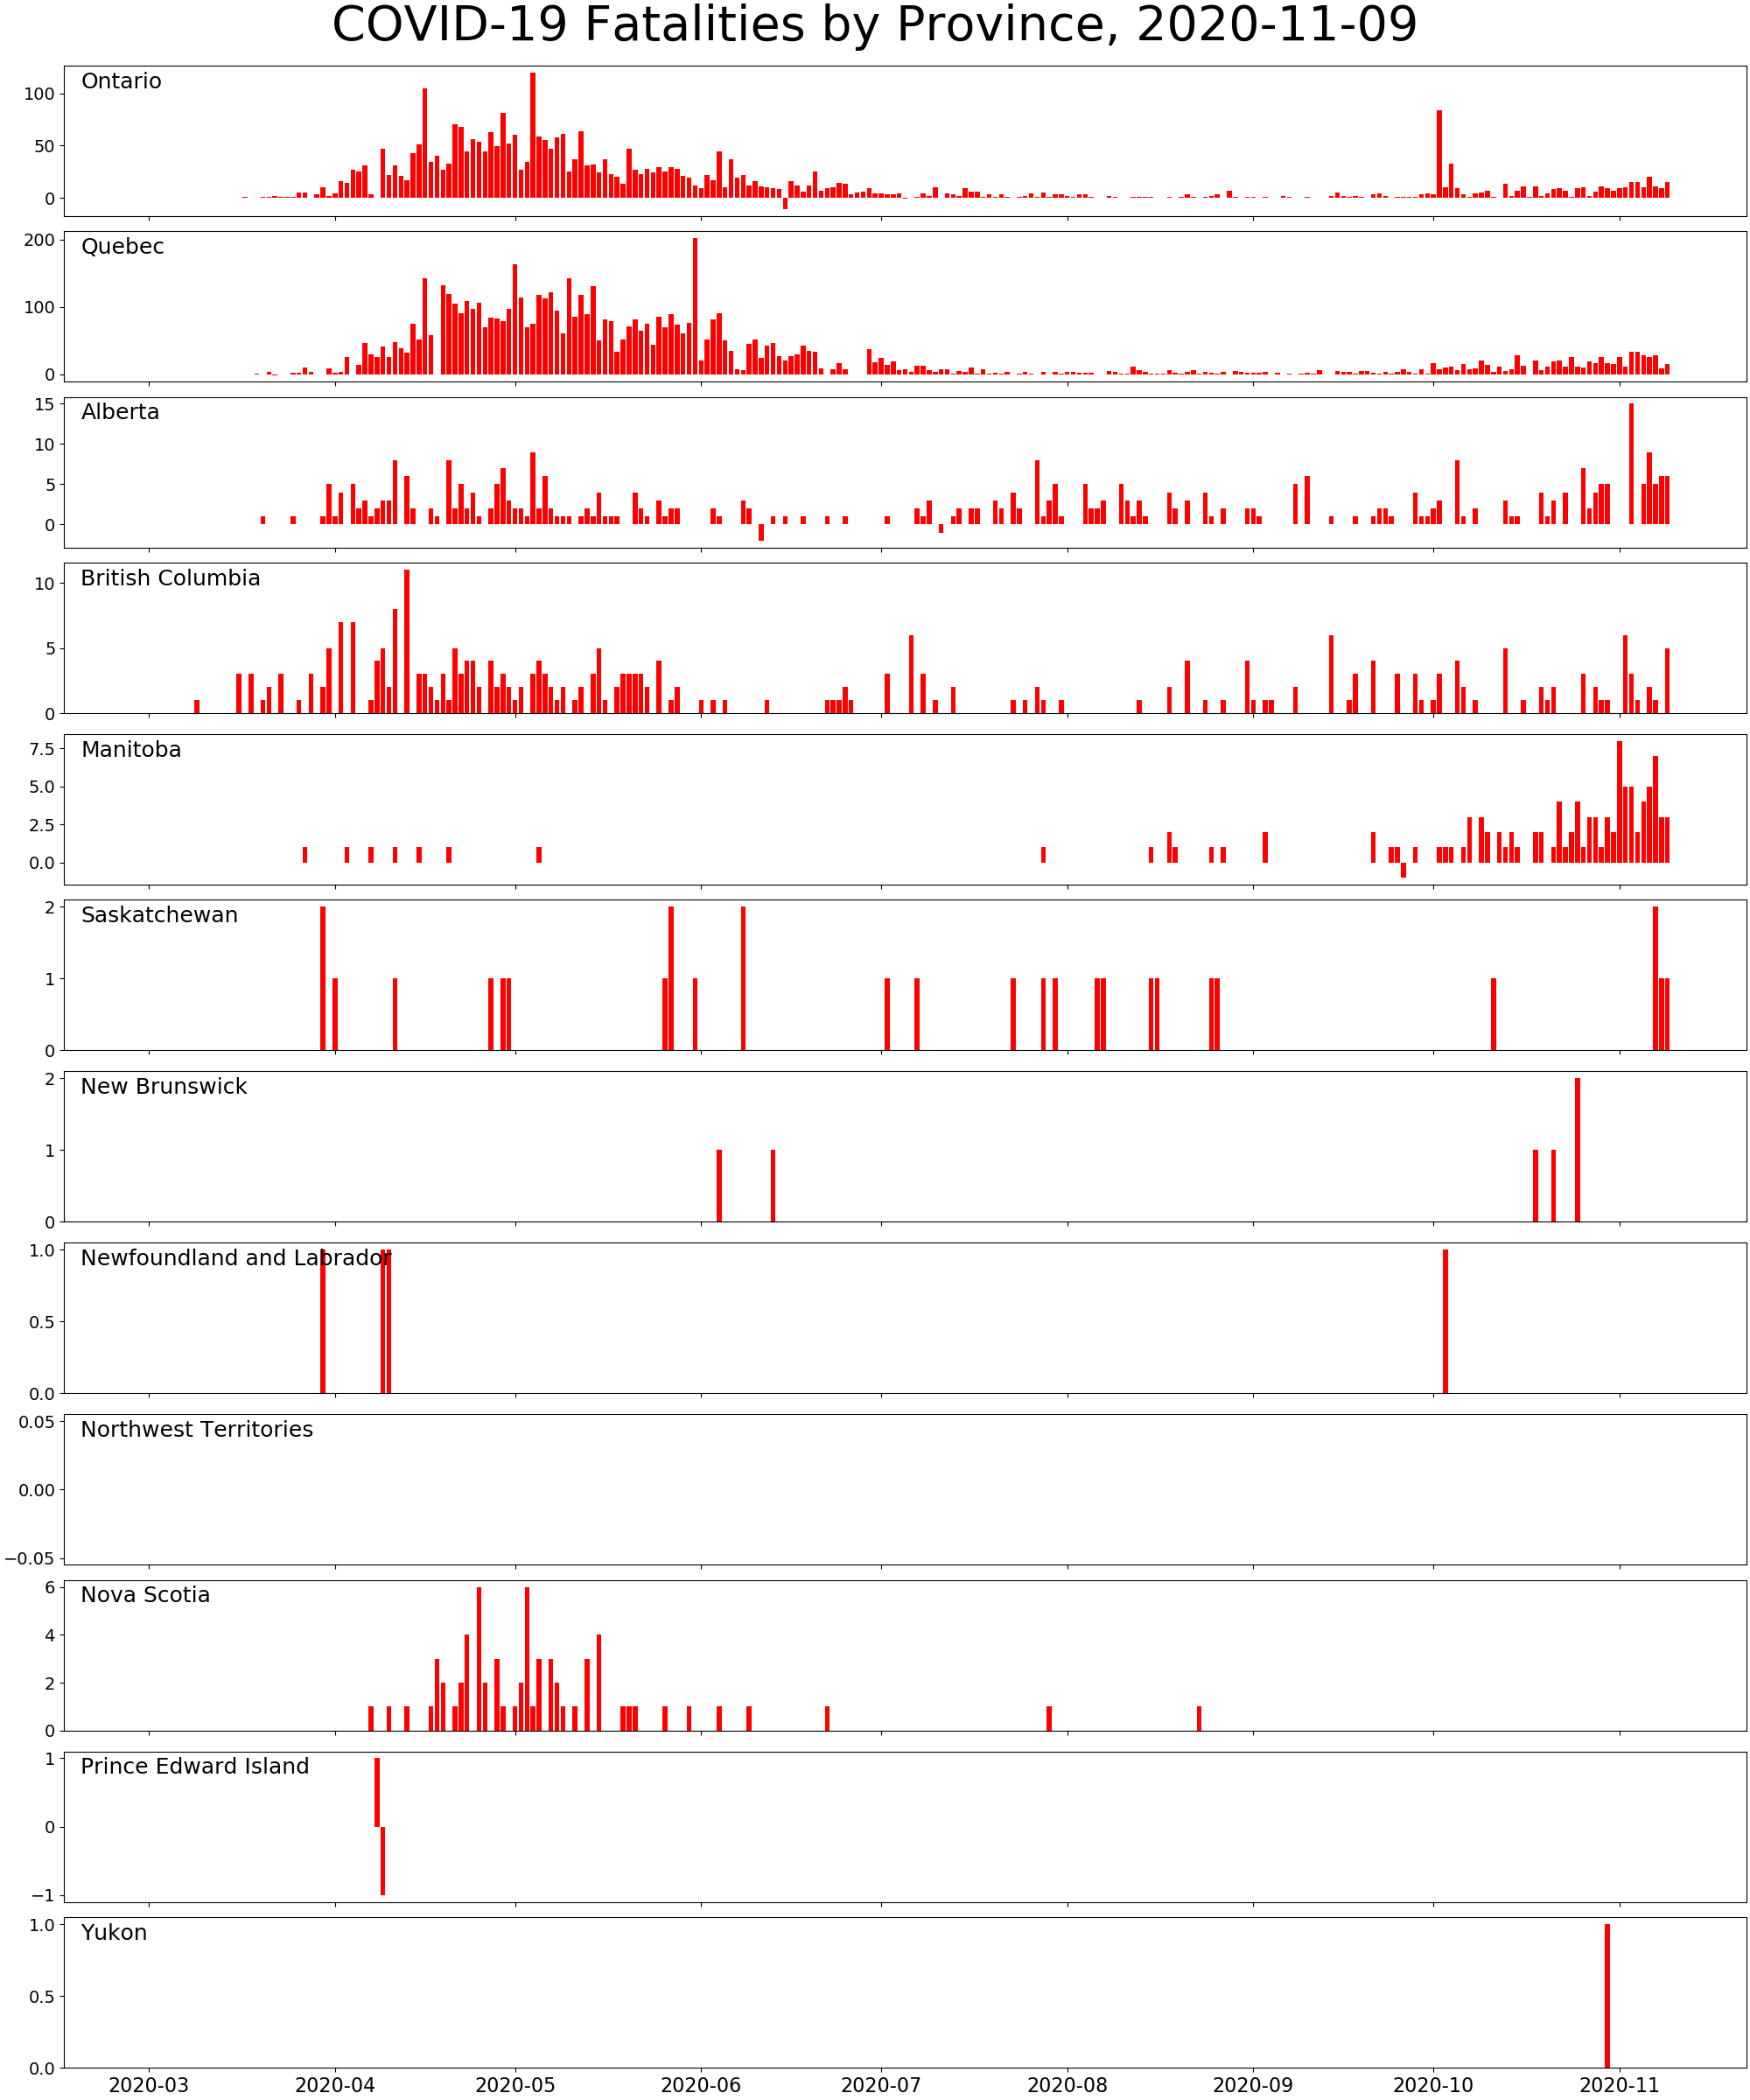 COVID-19 Fatalities by Province, 2020-11-09
Ontario
100
50
0
Quebec
200
100
0
Alberta
15
10
5
0
British Columbia
10
5
0
Manitoba
7.5
5.0
2.5
0.0
Saskatchewan
2
1
0
New Brunswick
2
1
0
Newfoundland and Labrador
1.0
0.5
0.0
Northwest Territories
0.05
0.00
−0.05
Nova Scotia
6
4
2
0
Prince Edward Island
1
0
−1
Yukon
1.0
0.5
0.0
2020-03 2020-04 2020-05 2020-06 2020-07 2020-08 2020-09 2020-10 2020-11